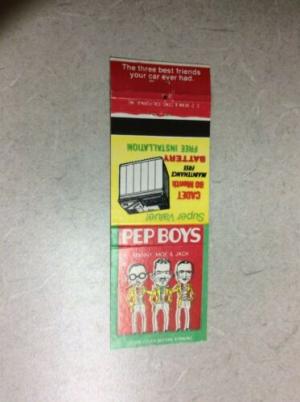 The three best friends
your car ever had.
FREE INSTALLATION
BATTERY
MAINTENANCE
FREE
60 Month
CADET
Super Value!
PEP BOYS
MANNY, MOE & JACK